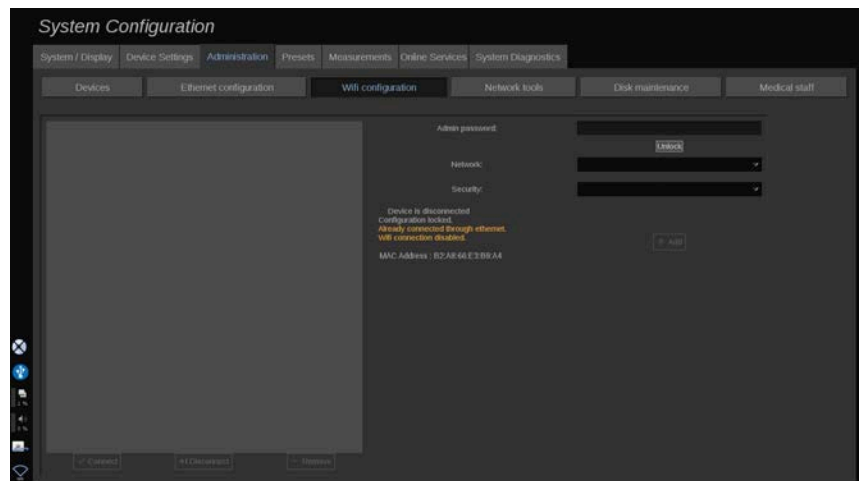 System Configuration
System / Display Device Settings Administration Presets Measurements Online Services System Diagnostics
Devices Ethernet configuration Wifi configuration Network tools Disk maintenance Medical staff
Admin password:
Unlock
Network:
Security:
Device is disconnected
Configuration locked.
Already connected through ethernet.
Wifi connection disabled.
Add
MAC Address :
Connect Disconnect Remove